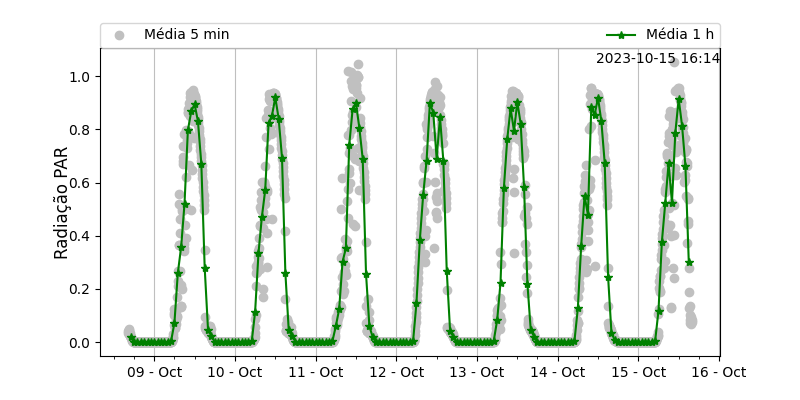 Média 5 min
Média 1 h
2023-10-15 16:14
Radiação PAR
1.0
0.8
0.6
0.4
0.2
0.0
09 - Oct
10 - Oct
11 - Oct
12 - Oct
13 - Oct
14 - Oct
15 - Oct
16 - Oct